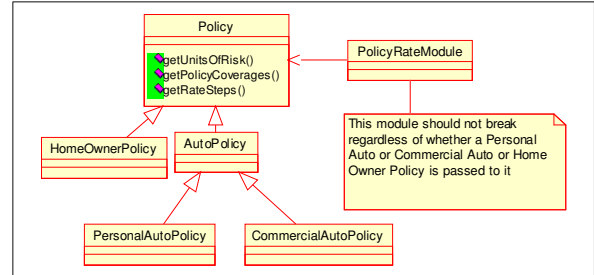 Policy
getUnitsOfRisk()
getPolicyCoverages()
getRateSteps()
PolicyRateModule
This module should not break
regardless of whether a Personal
Auto or Commercial Auto or Home
Owner Policy is passed to it
HomeOwnerPolicy
AutoPolicy
PersonalAutoPolicy
CommercialAutoPolicy